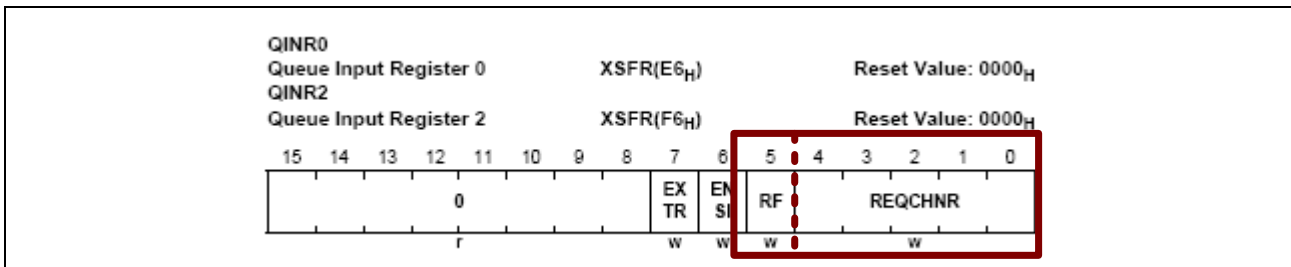 QINR0
Queue Input Register 0 XSFR(E6H) Reset Value: 0000H
QINR2
Queue Input Register 2 XSFR(F6H) Reset Value: 0000H
15 14 13 12 11 10 9 8 7 6 5 4 3 2 1 0
0 EX TR EN SI RF REQCHNR
r w w w w